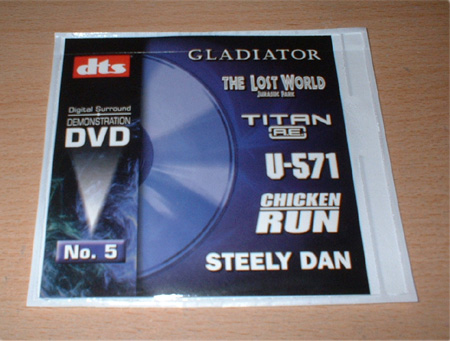 dts
Digital Surround
DEMONSTRATION
DVD
No. 5
GLADIATOR
THE LOST WORLD
JURASSIC PARK
TITAN
A.E.
U-571
CHICKEN
RUN
STEELY DAN